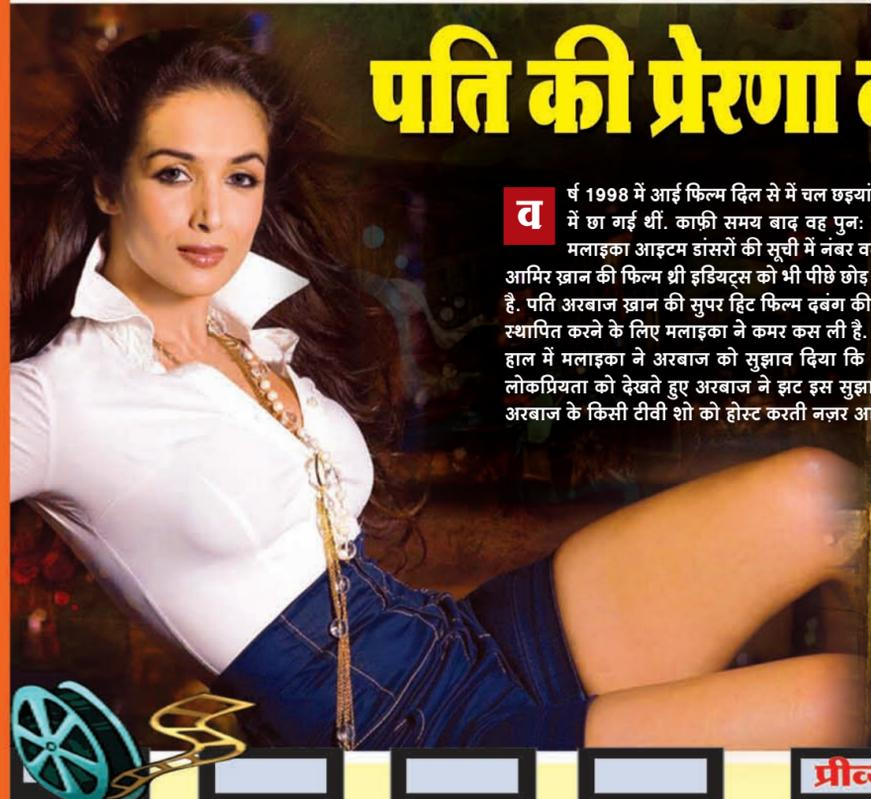 पति की प्रेरणा
वर्ष 1998 में आई फिल्म दिल से में चल छइयां
में छा गई थीं. काफ़ी समय बाद वह पुन:
मलाइका आइटम डांसरों की सूची में नंबर
आमिर ख़ान की फिल्म थ्री इडियट्स को भी पीछे छोड़
है. पति अरबाज ख़ान की सुपर हिट फिल्म दबंग की
स्थापित करने के लिए मलाइका ने कमर कस ली है.
हाल में मलाइका ने अरबाज को सुझाव दिया कि
लोकप्रियता को देखते हुए अरबाज ने झट इस
अरबाज के किसी टीवी शो को होस्ट करती नज़र